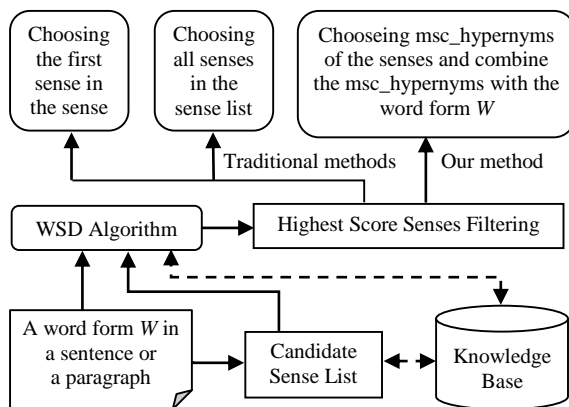 Choosing
the first
sense in
the sense
Choosing
all senses
in the
sense list
Chooseing msc_hypernyms
of the senses and combine
the msc_hypernyms with the
word form W
Traditional methods
Our method
WSD Algorithm
Highest Score Senses Filtering
A word form W in
a sentence or
a paragraph
Candidate
Sense List
Knowledge
Base